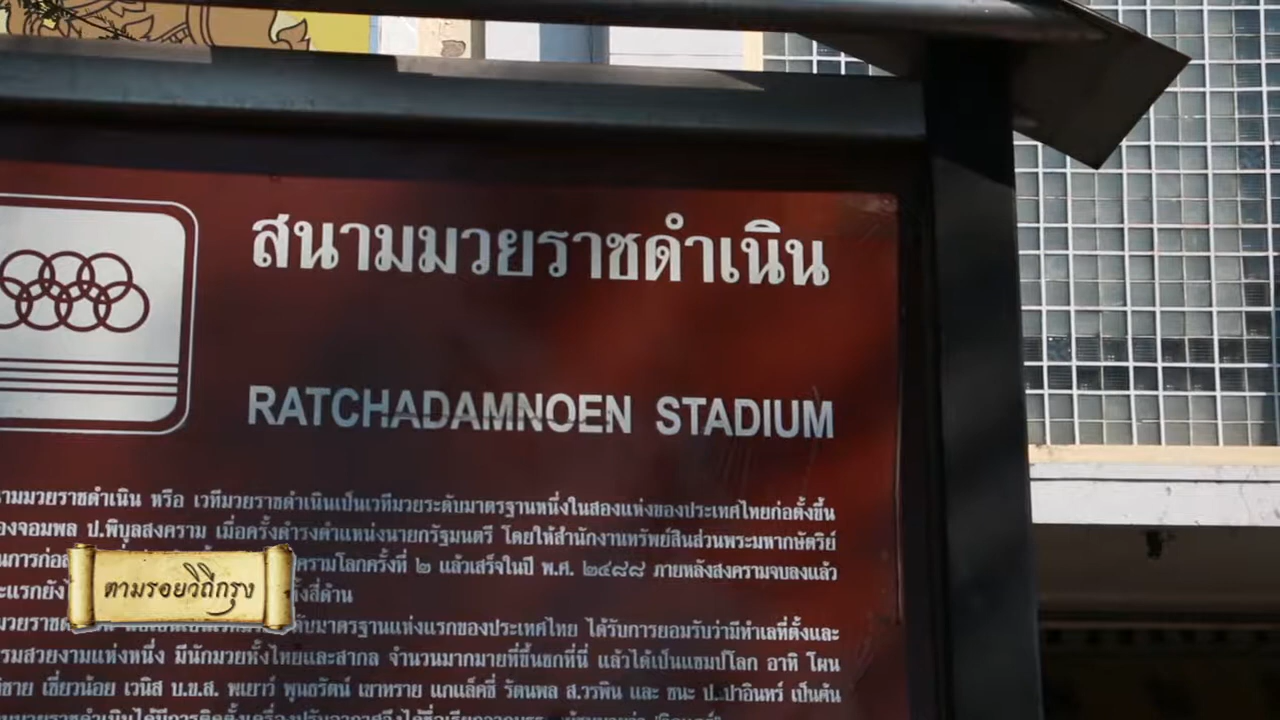 สนามมวยราชดำเนิน
RATCHADAMNOEN STADIUM
นามมวยราชดำเนิน หรือ เวทีมวยราชดำเนินเป็นเวทีมวยระดับมาตรฐานหนึ่งในสองแห่งของประเทศไทยก่อตั้งขึ้น
องจอมพล ป.พิบูลสงคราม เมื่อครั้งดำรงตำแหน่งนายกรัฐมนตรี โดยให้สำนักงานทรัพย์สินส่วนพระมหากษัตริย์
นการก่อส ครามโลกครั้งที่ ๒ แล้วเสร็จในปี พ.ศ. ๒๔๘๘ ภายหลังสงครามจบลงแล้ว
ะแรกยัง ทั้งสี่ด้าน
ตามรอยวิถีกรุง
มวยราชด ดับมาตรฐานแห่งแรกของประเทศไทย ได้รับการยอมรับว่ามีทำเลที่ตั้งและ
รมสวยงามแห่งหนึ่ง มีนักมวยทั้งไทยและสากล จำนวนมากมายที่ขึ้นชกที่นี่ แล้วได้เป็นแชมป์โลก อาทิ โผน
ชาย เชี่ยวน้อย เวนิส บ.ข.ส. พเยาว์ พูนธรัตน์ เขาทราย แกแล็คซี่ รัตนพล ส.วรพิน และ ชนะ ป.เปาอินทร์ เป็นต้น